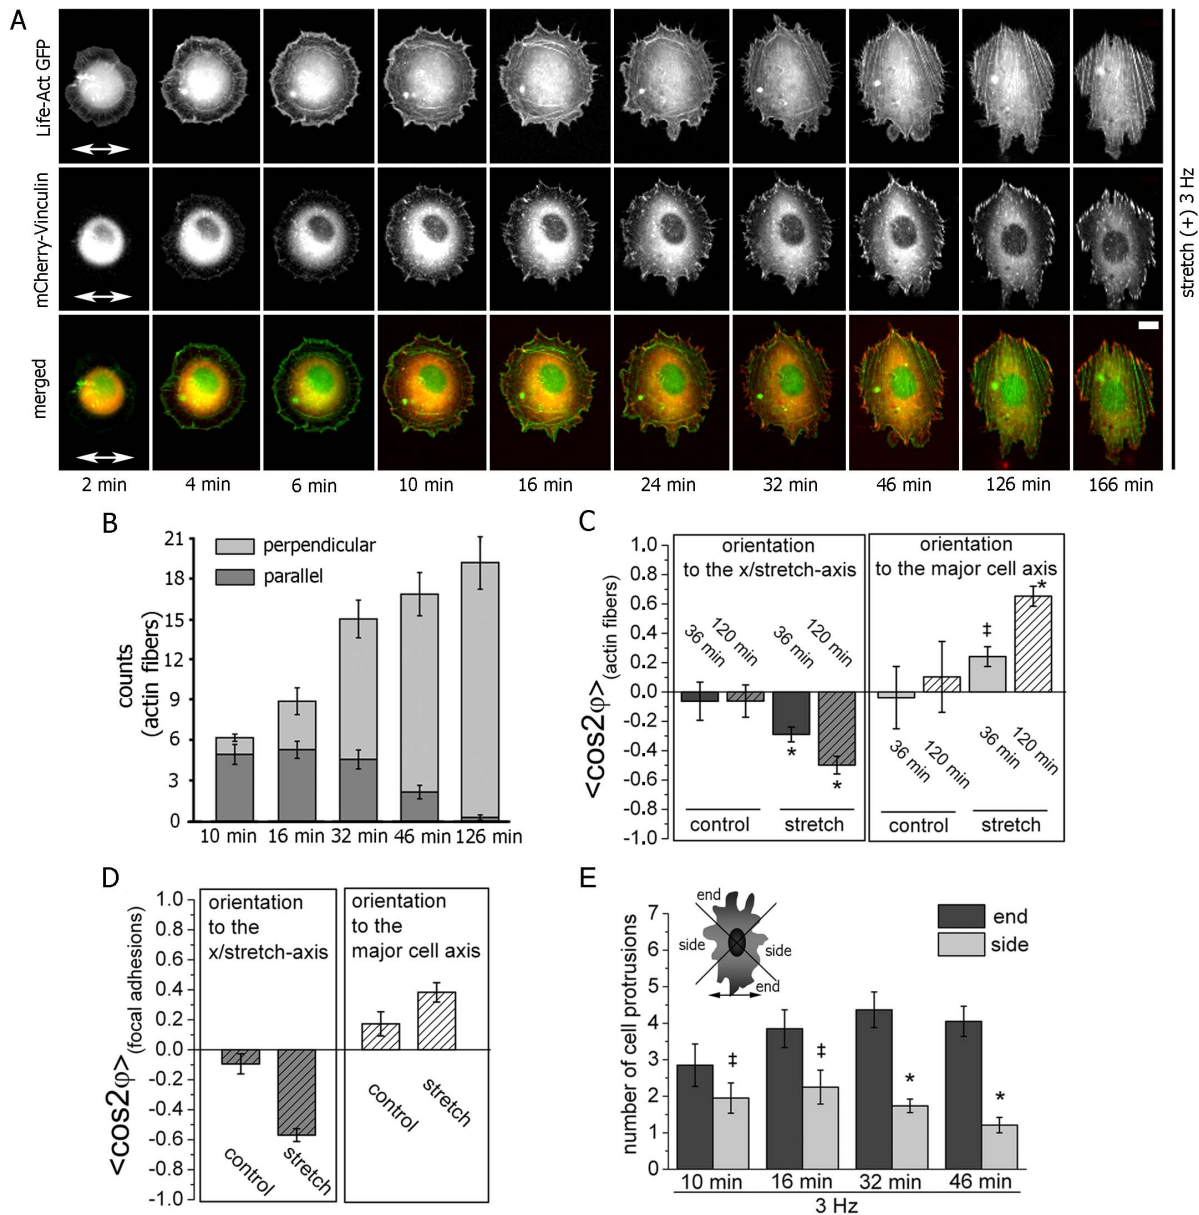 A
Life-Act GFP
mCherry-Vinculin
merged
stretch (+) 3 Hz
2 min 4 min 6 min 10 min 16 min 24 min 32 min 46 min 126 min 166 min
B
counts
(actin fibers)
21
18
15
12
9
6
3
0
perpendicular
parallel
10 min 16 min 32 min 46 min 126 min
C
<cos2φ>(actin fibers)
1.0
0.8
0.6
0.4
0.2
0.0
-0.2
-0.4
-0.6
-0.8
-1.0
orientation
to the x/stretch-axis
36 min
120 min
36 min
120 min
*
*
control
stretch
orientation
to the major cell axis
‡
*
36 min
120 min
36 min
120 min
control
stretch
D
<cos2φ>(focal adhesions)
1.0
0.8
0.6
0.4
0.2
0.0
-0.2
-0.4
-0.6
-0.8
-1.0
orientation
to the
x/stretch-axis
control
stretch
orientation
to the
major cell axis
control
stretch
E
number of cell protrusions
7
6
5
4
3
2
1
0
end
side
side
end
end
side
‡
‡
*
*
10 min 16 min 32 min 46 min
3 Hz